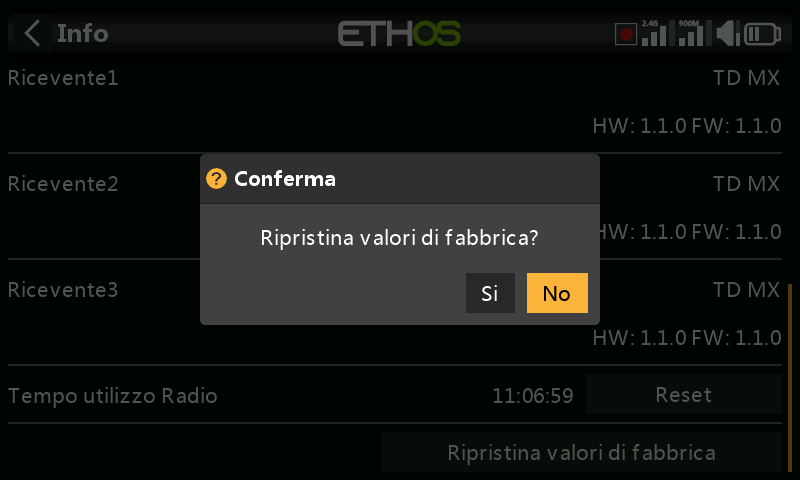 Info
ETHOS
2.4G
900M
Ricevente1
TD MX
HW: 1.1.0 FW: 1.1.0
Ricevente2
TD MX
HW: 1.1.0 FW: 1.1.0
Conferma
Ripristina valori di fabbrica?
Si
No
Ricevente3
TD MX
HW: 1.1.0 FW: 1.1.0
Tempo utilizzo Radio
11:06:59
Reset
Ripristina valori di fabbrica